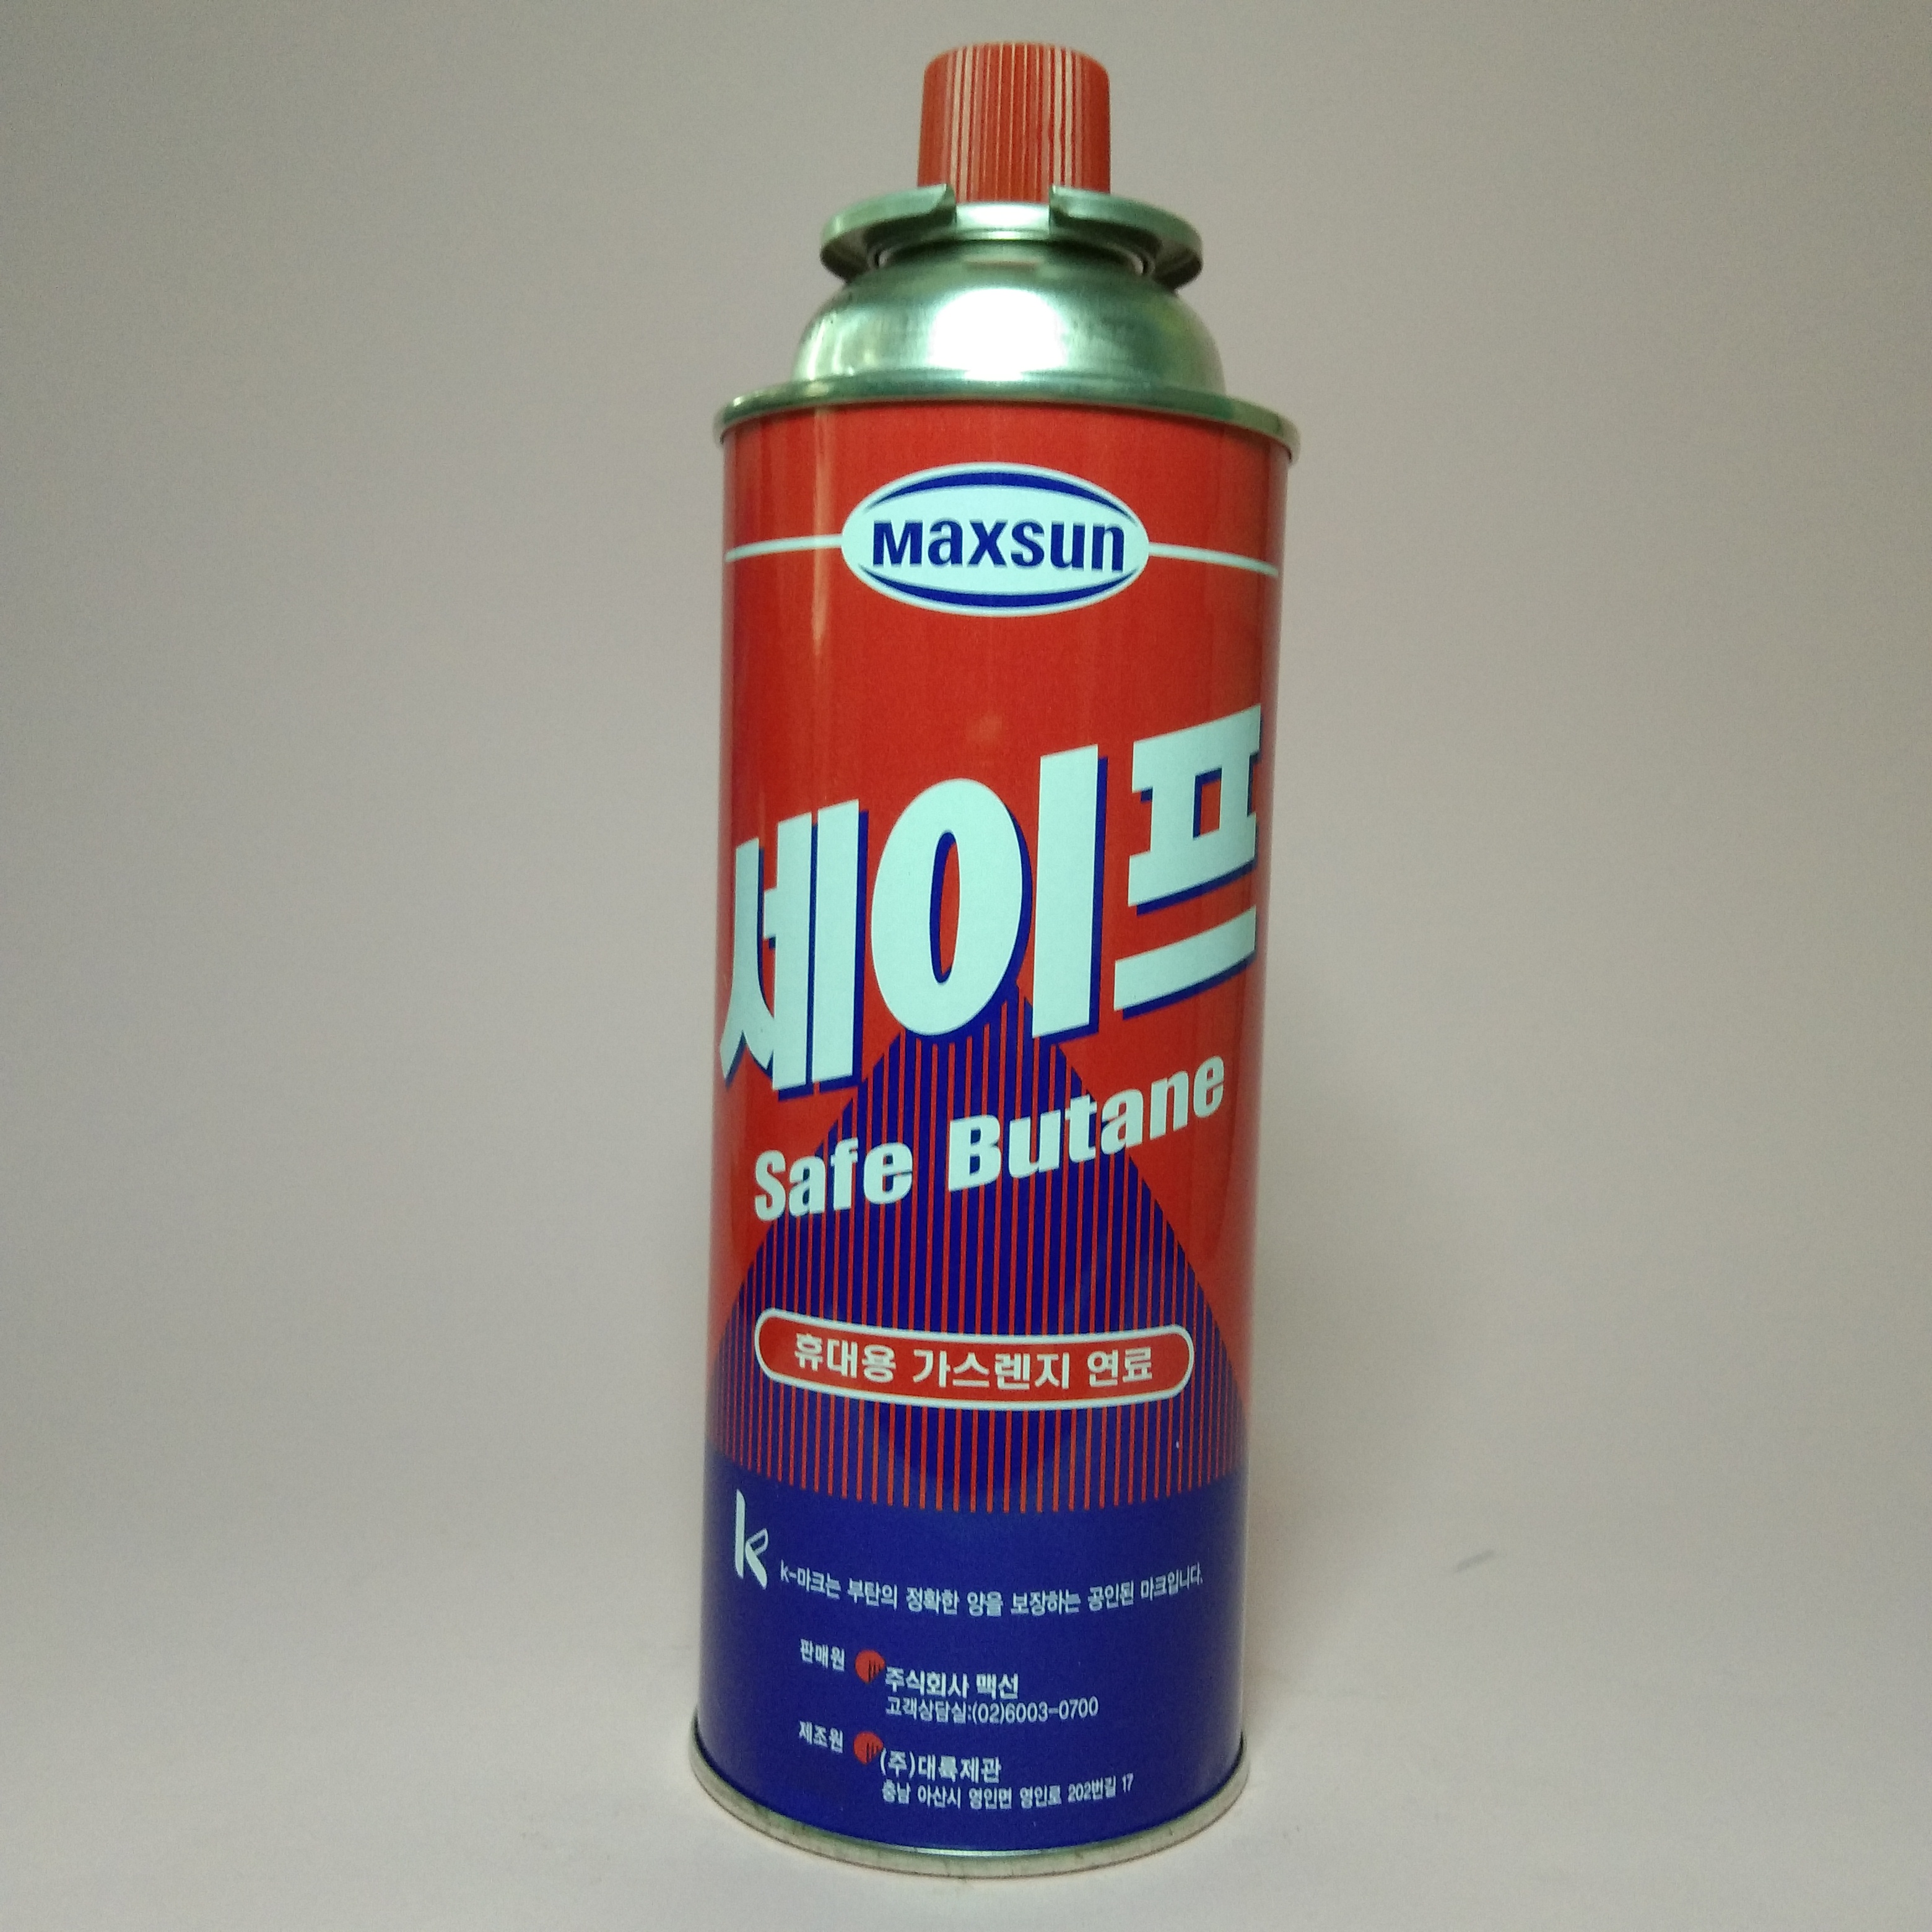 Maxsun
세이프
Safe Butane
휴대용 가스렌지 연료
k
k-마크는 부탄의 정확한 양을 보장하는 공인된 마크입니다.
판매원 주식회사 맥선
고객상담실:(02)6003-0700
제조원 (주)대륙제관
충남 아산시 영인면 영인로 202번길 17